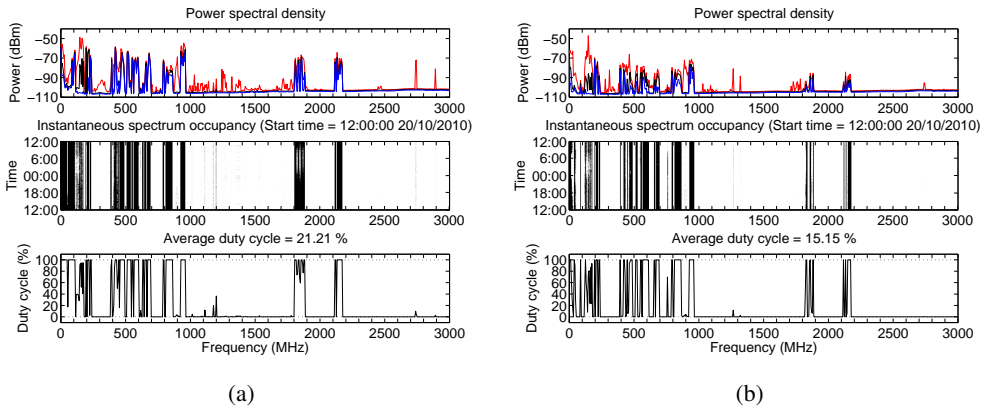 Power spectral density
Power (dBm)
−50
−70
−90
−110
0 500 1000 1500 2000 2500 3000
Instantaneous spectrum occupancy (Start time = 12:00:00 20/10/2010)
Time
12:00
6:00
00:00
18:00
12:00
0 500 1000 1500 2000 2500 3000
Average duty cycle = 21.21 %
Duty cycle (%)
100
80
60
40
20
0
0 500 1000 1500 2000 2500 3000
Frequency (MHz)
(a)
Power spectral density
Power (dBm)
−50
−70
−90
−110
0 500 1000 1500 2000 2500 3000
Instantaneous spectrum occupancy (Start time = 12:00:00 20/10/2010)
Time
12:00
6:00
00:00
18:00
12:00
0 500 1000 1500 2000 2500 3000
Average duty cycle = 15.15 %
Duty cycle (%)
100
80
60
40
20
0
0 500 1000 1500 2000 2500 3000
Frequency (MHz)
(b)